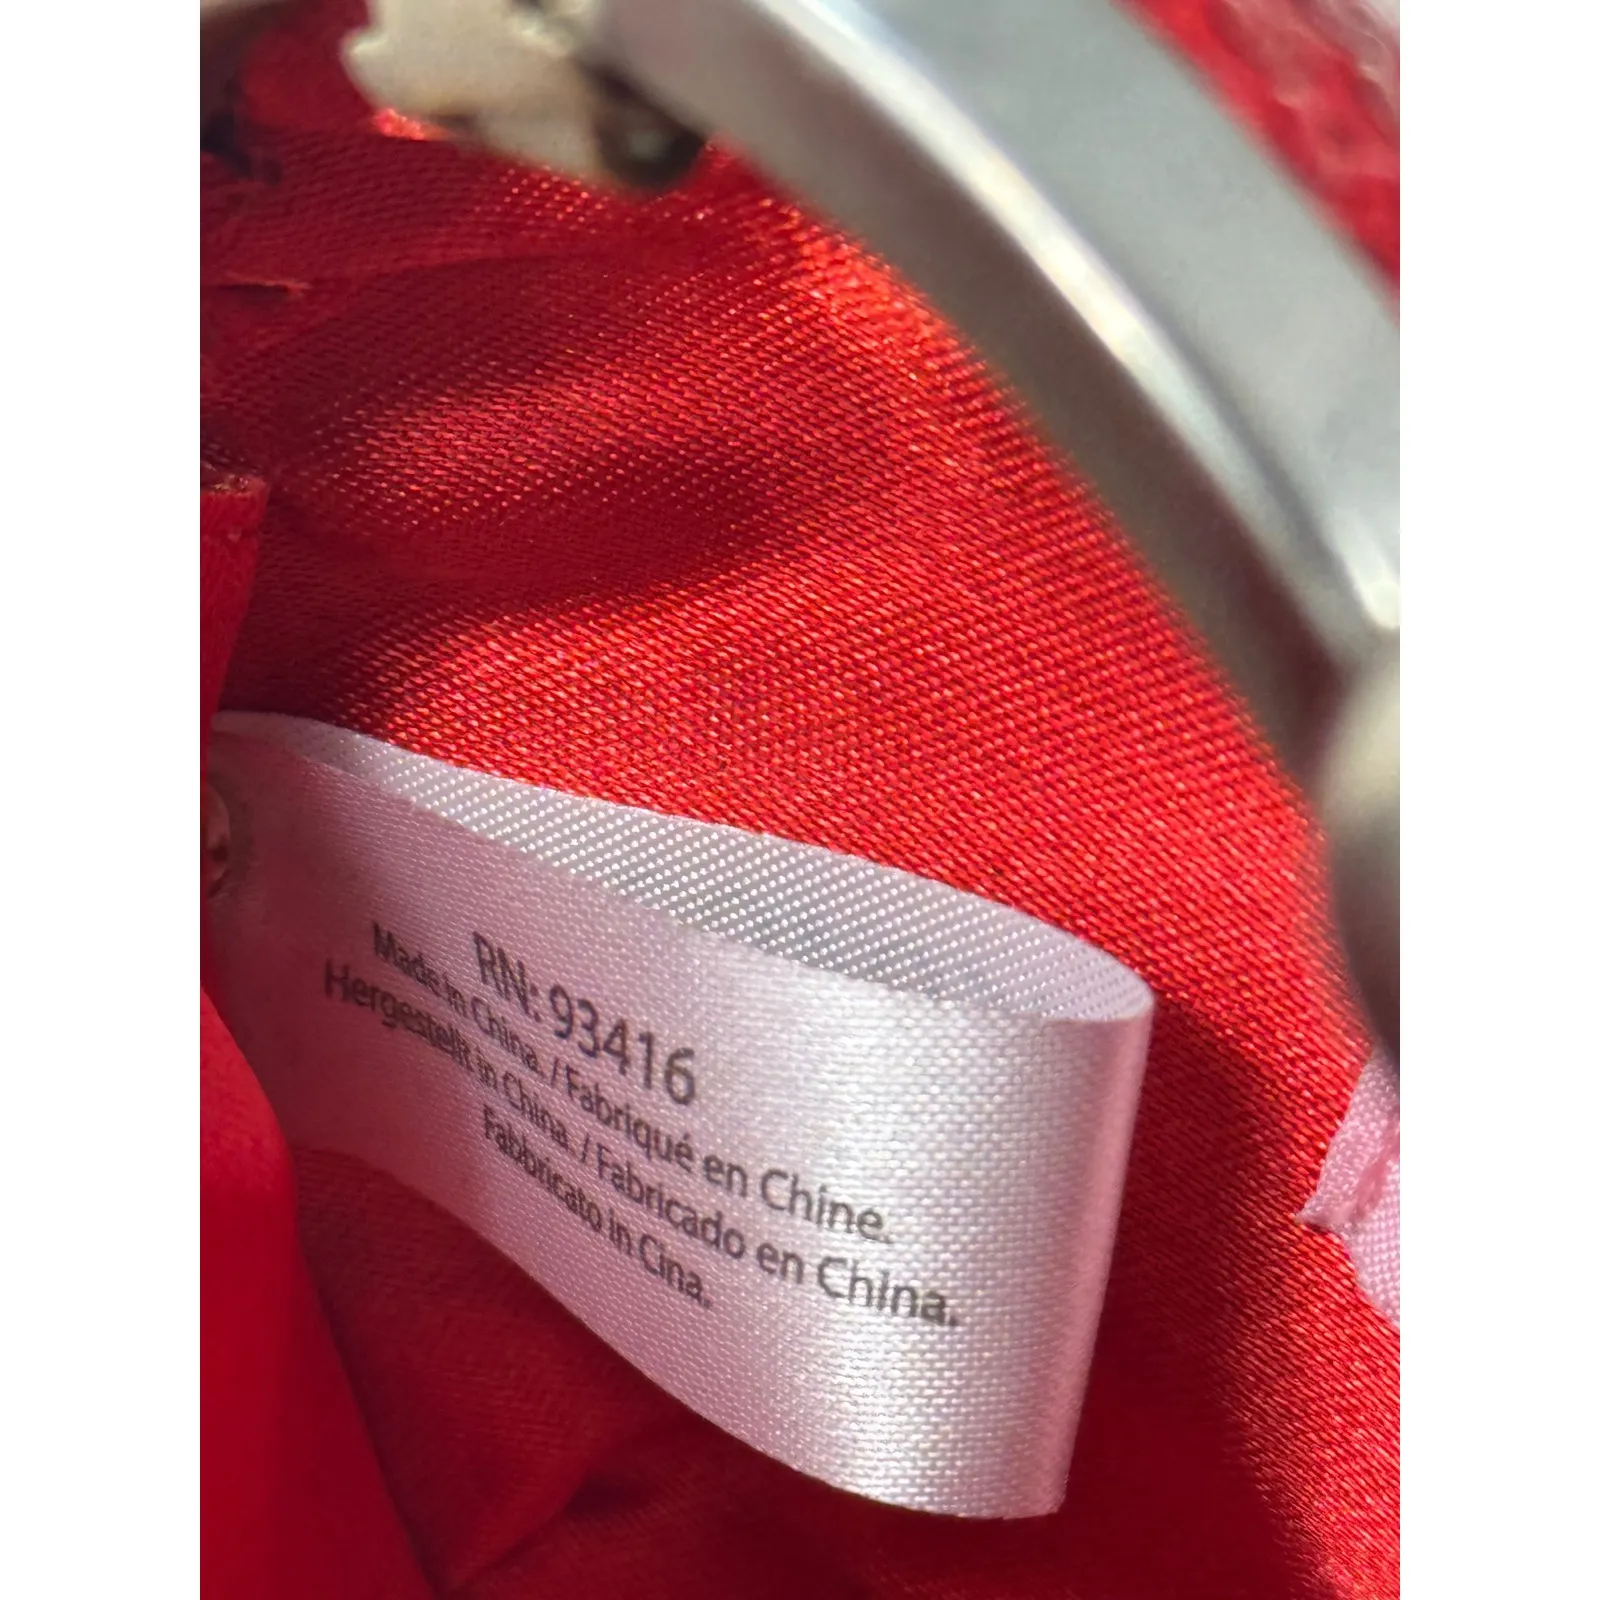 RN: 93416
Made in China. / Fabriqué en Chine.
Hergestellt in China. / Fabricado en China.
Fabbricato in Cina.